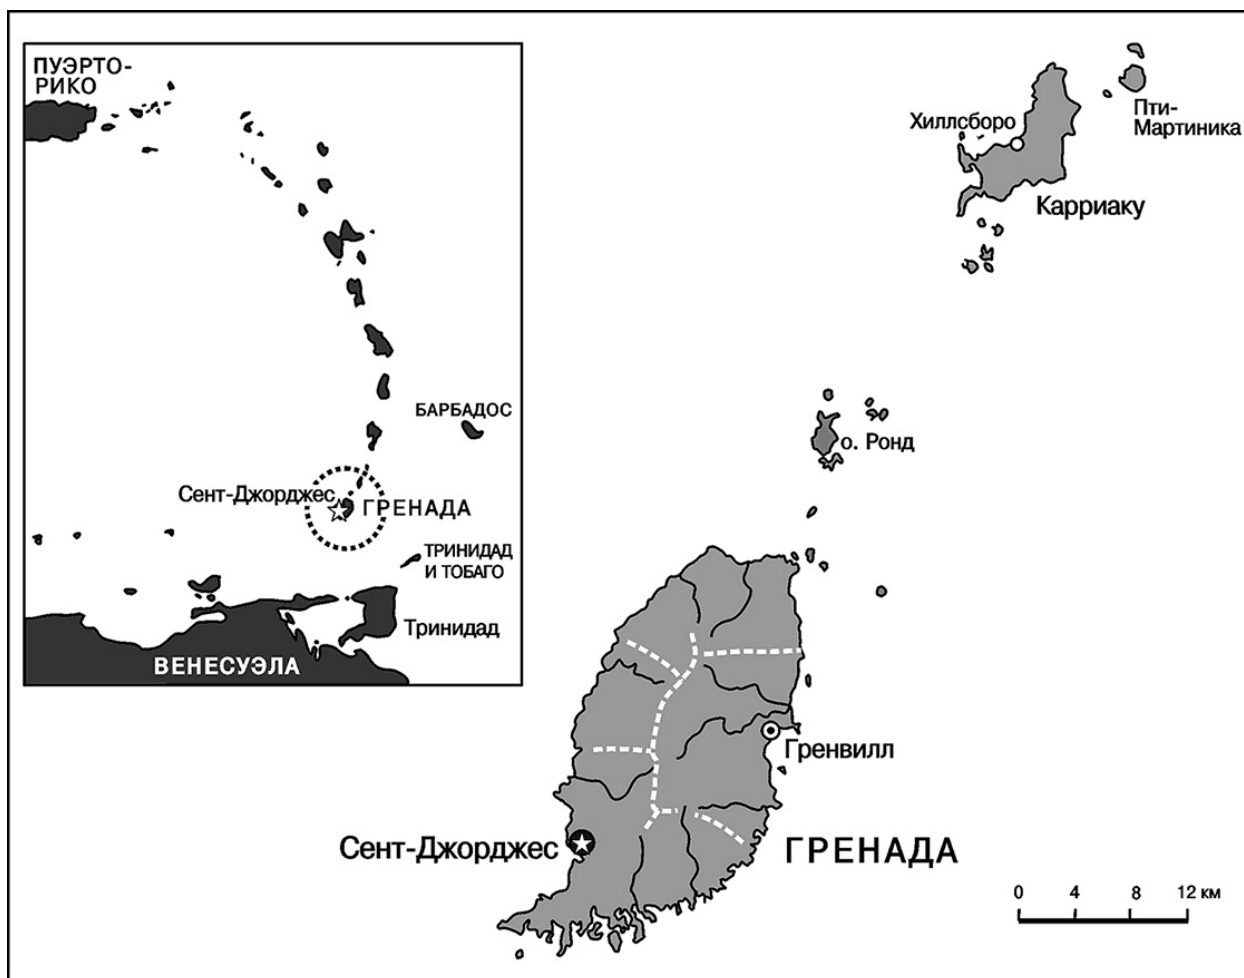 ПУЭРТО-
РИКО
БАРБАДОС
Сент-Джорджес
ГРЕНАДА
ТРИНИДАД
И ТОБАГО
Тринидад
ВЕНЕСУЭЛА
Хиллсборо
Пти-
Мартиника
Карриаку
о. Ронд
Гренвилл
Сент-Джорджес
ГРЕНАДА
0 4 8 12 км